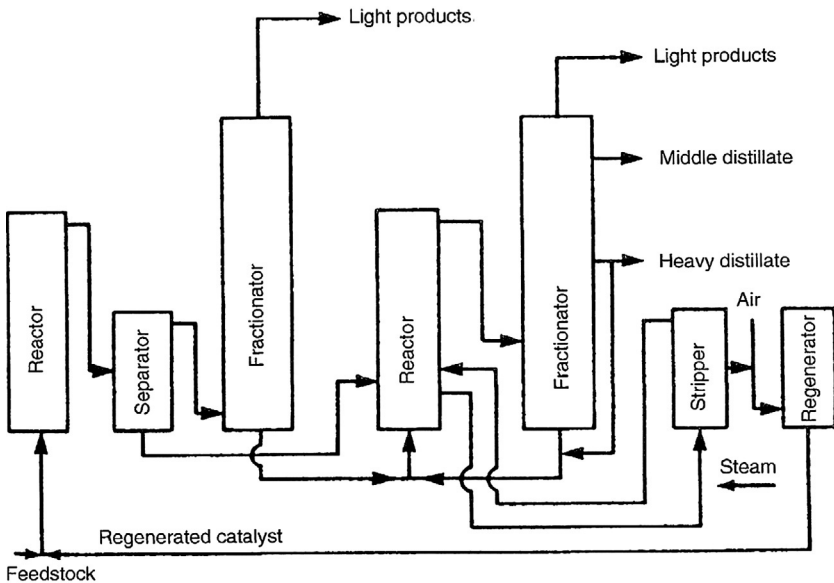 Light products
Light products
Middle distillate
Heavy distillate
Air
Reactor
Separator
Fractionator
Reactor
Fractionator
Stripper
Regenerator
Steam
Regenerated catalyst
Feedstock